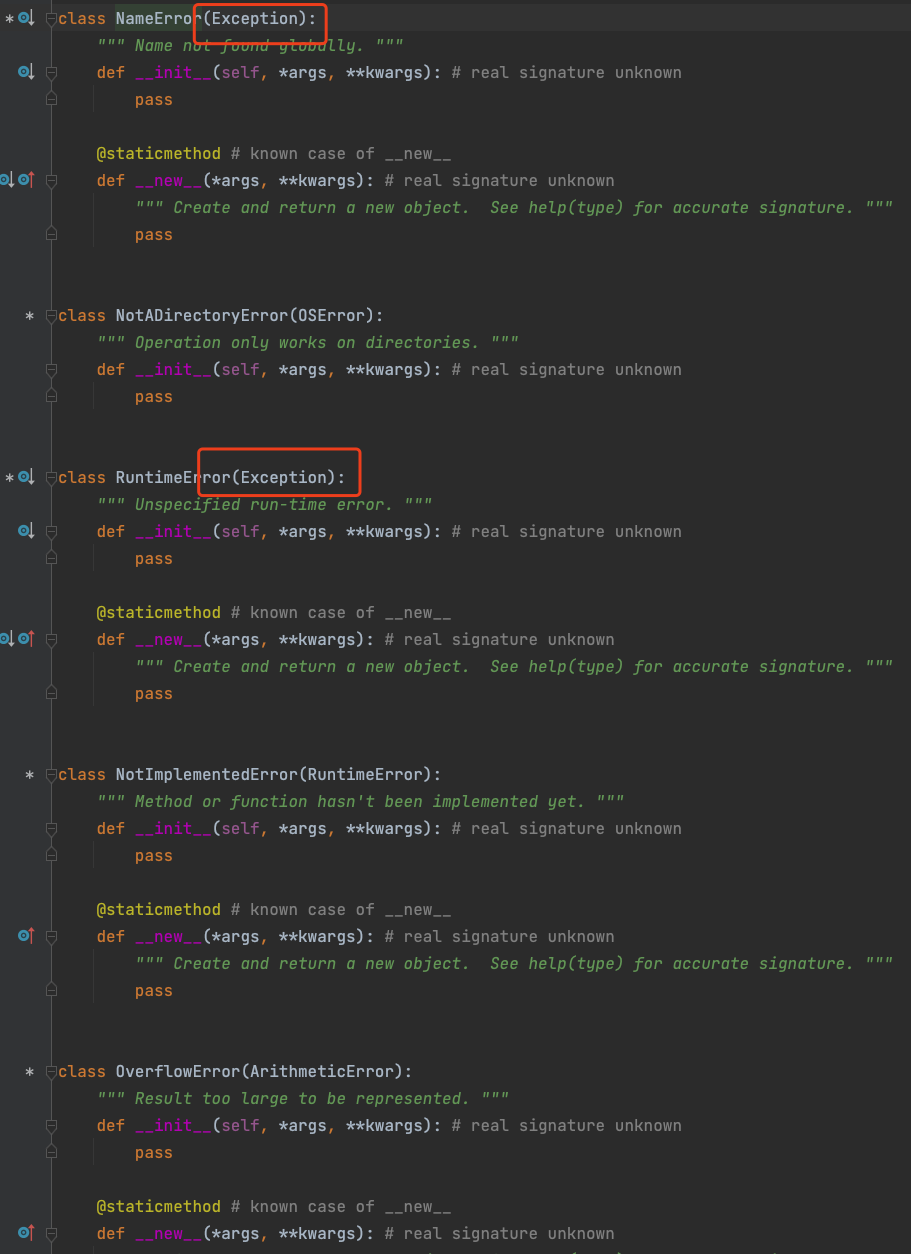 class NameError(Exception):
""" Name not found globally. """
def __init__(self, *args, **kwargs): # real signature unknown
pass
@staticmethod # known case of __new__
def __new__(*args, **kwargs): # real signature unknown
""" Create and return a new object.  See help(type) for accurate signature. """
pass
class NotADirectoryError(OSError):
""" Operation only works on directories. """
def __init__(self, *args, **kwargs): # real signature unknown
pass
class RuntimeError(Exception):
""" Unspecified run-time error. """
def __init__(self, *args, **kwargs): # real signature unknown
pass
@staticmethod # known case of __new__
def __new__(*args, **kwargs): # real signature unknown
""" Create and return a new object.  See help(type) for accurate signature. """
pass
class NotImplementedError(RuntimeError):
""" Method or function hasn't been implemented yet. """
def __init__(self, *args, **kwargs): # real signature unknown
pass
@staticmethod # known case of __new__
def __new__(*args, **kwargs): # real signature unknown
""" Create and return a new object.  See help(type) for accurate signature. """
pass
class OverflowError(ArithmeticError):
""" Result too large to be represented. """
def __init__(self, *args, **kwargs): # real signature unknown
pass
@staticmethod # known case of __new__
def __new__(*args, **kwargs): # real signature unknown